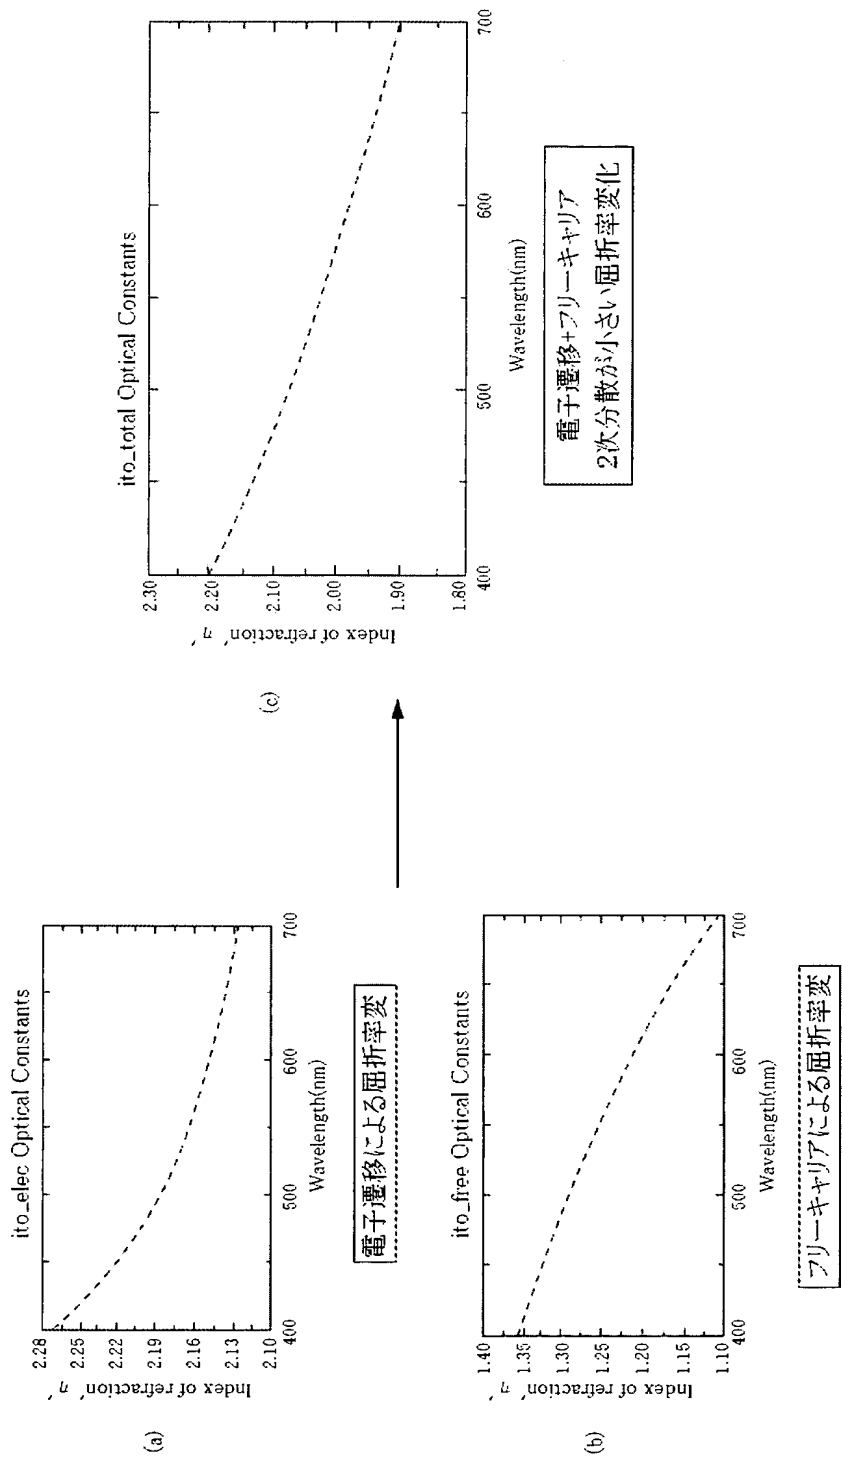 (a)
ito_elec Optical Constants
Index of refraction' η'
2.28
2.25
2.22
2.19
2.16
2.13
2.10
400
500
600
700
Wavelength(nm)
電子遷移による屈折率変
(b)
ito_free Optical Constants
Index of refraction' η'
1.40
1.35
1.30
1.25
1.20
1.15
1.10
400
500
600
700
Wavelength(nm)
フリーキャリアによる屈折率変
(c)
ito_total Optical Constants
Index of refraction' η'
2.30
2.20
2.10
2.00
1.90
1.80
400
500
600
700
Wavelength(nm)
電子遷移+フリーキャリア
2次分散が小さい屈折率変化